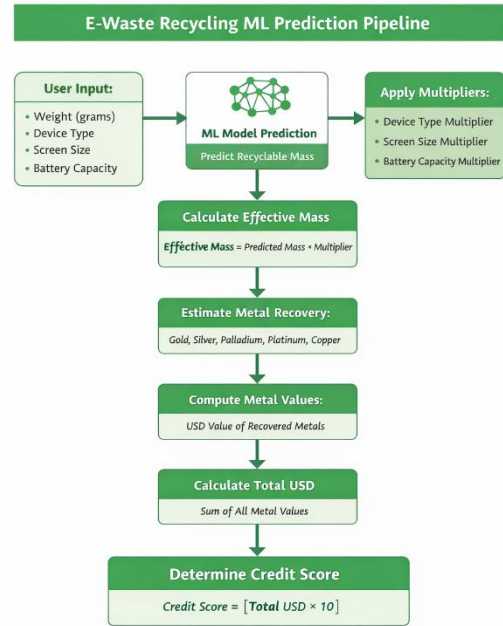 E-Waste Recycling ML Prediction Pipeline
User Input:
• Weight (grams)
• Device Type
• Screen Size
• Battery Capacity
ML Model Prediction
Predict Recyclable Mass
Apply Multipliers:
• Device Type Multiplier
• Screen Size Multiplier
• Battery Capacity Multiplier
Calculate Effective Mass
Effective Mass = Predicted Mass * Multiplier
Estimate Metal Recovery:
Gold, Silver, Palladium, Platinum, Copper
Compute Metal Values:
USD Value of Recovered Metals
Calculate Total USD
Sum of All Metal Values
Determine Credit Score
Credit Score = [Total USD × 10]